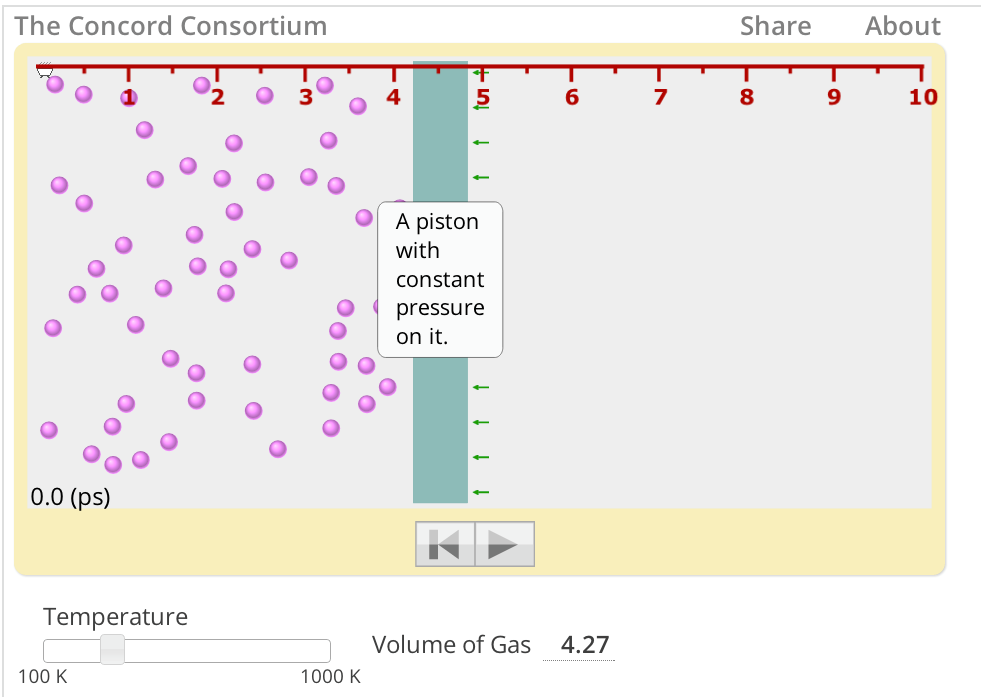 The Concord Consortium Share About
1 2 3 4 5 6 7 8 9 10
A piston
with
constant
pressure
on it.
0.0 (ps)
Temperature
Volume of Gas 4.27
100 K 1000 K